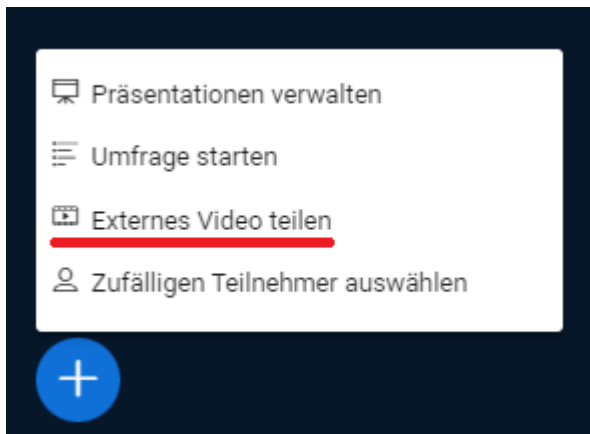 Präsentationen verwalten
Umfrage starten
Externes Video teilen
Zufälligen Teilnehmer auswählen